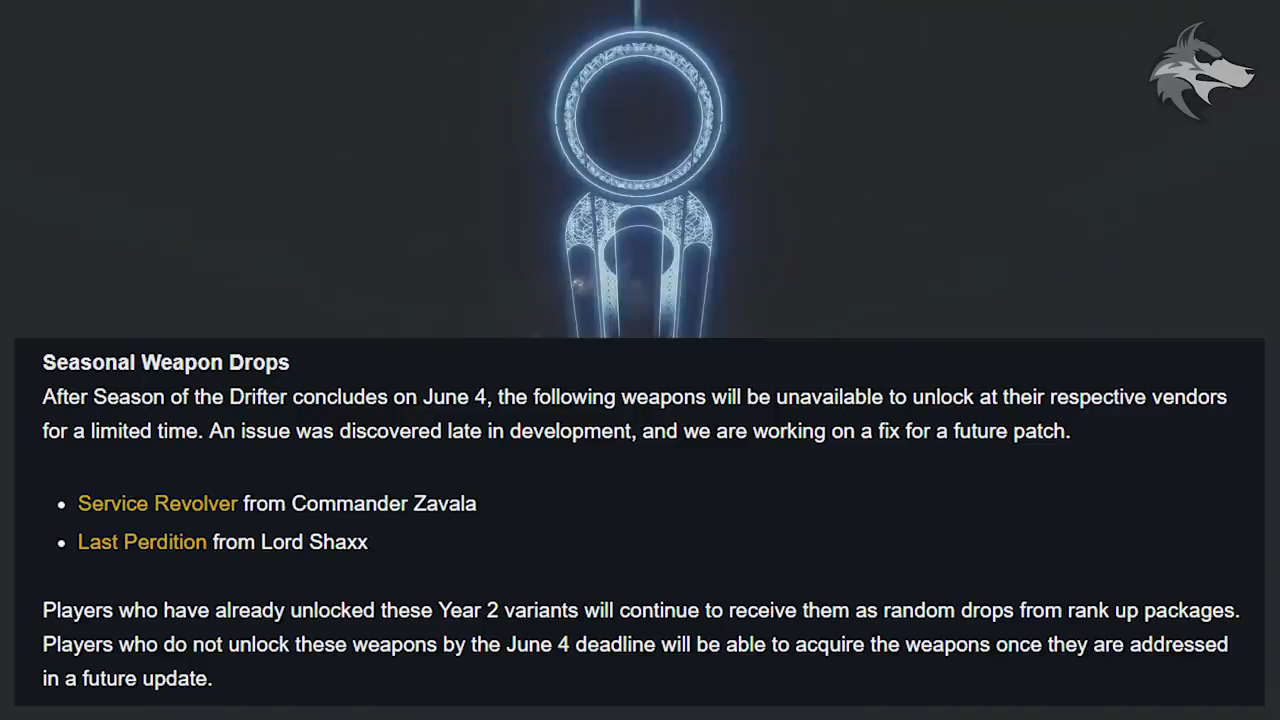 Seasonal Weapon Drops
After Season of the Drifter concludes on June 4, the following weapons will be unavailable to unlock at their respective vendors
for a limited time. An issue was discovered late in development, and we are working on a fix for a future patch.
• Service Revolver from Commander Zavala
• Last Perdition from Lord Shaxx
Players who have already unlocked these Year 2 variants will continue to receive them as random drops from rank up packages.
Players who do not unlock these weapons by the June 4 deadline will be able to acquire the weapons once they are addressed
in a future update.